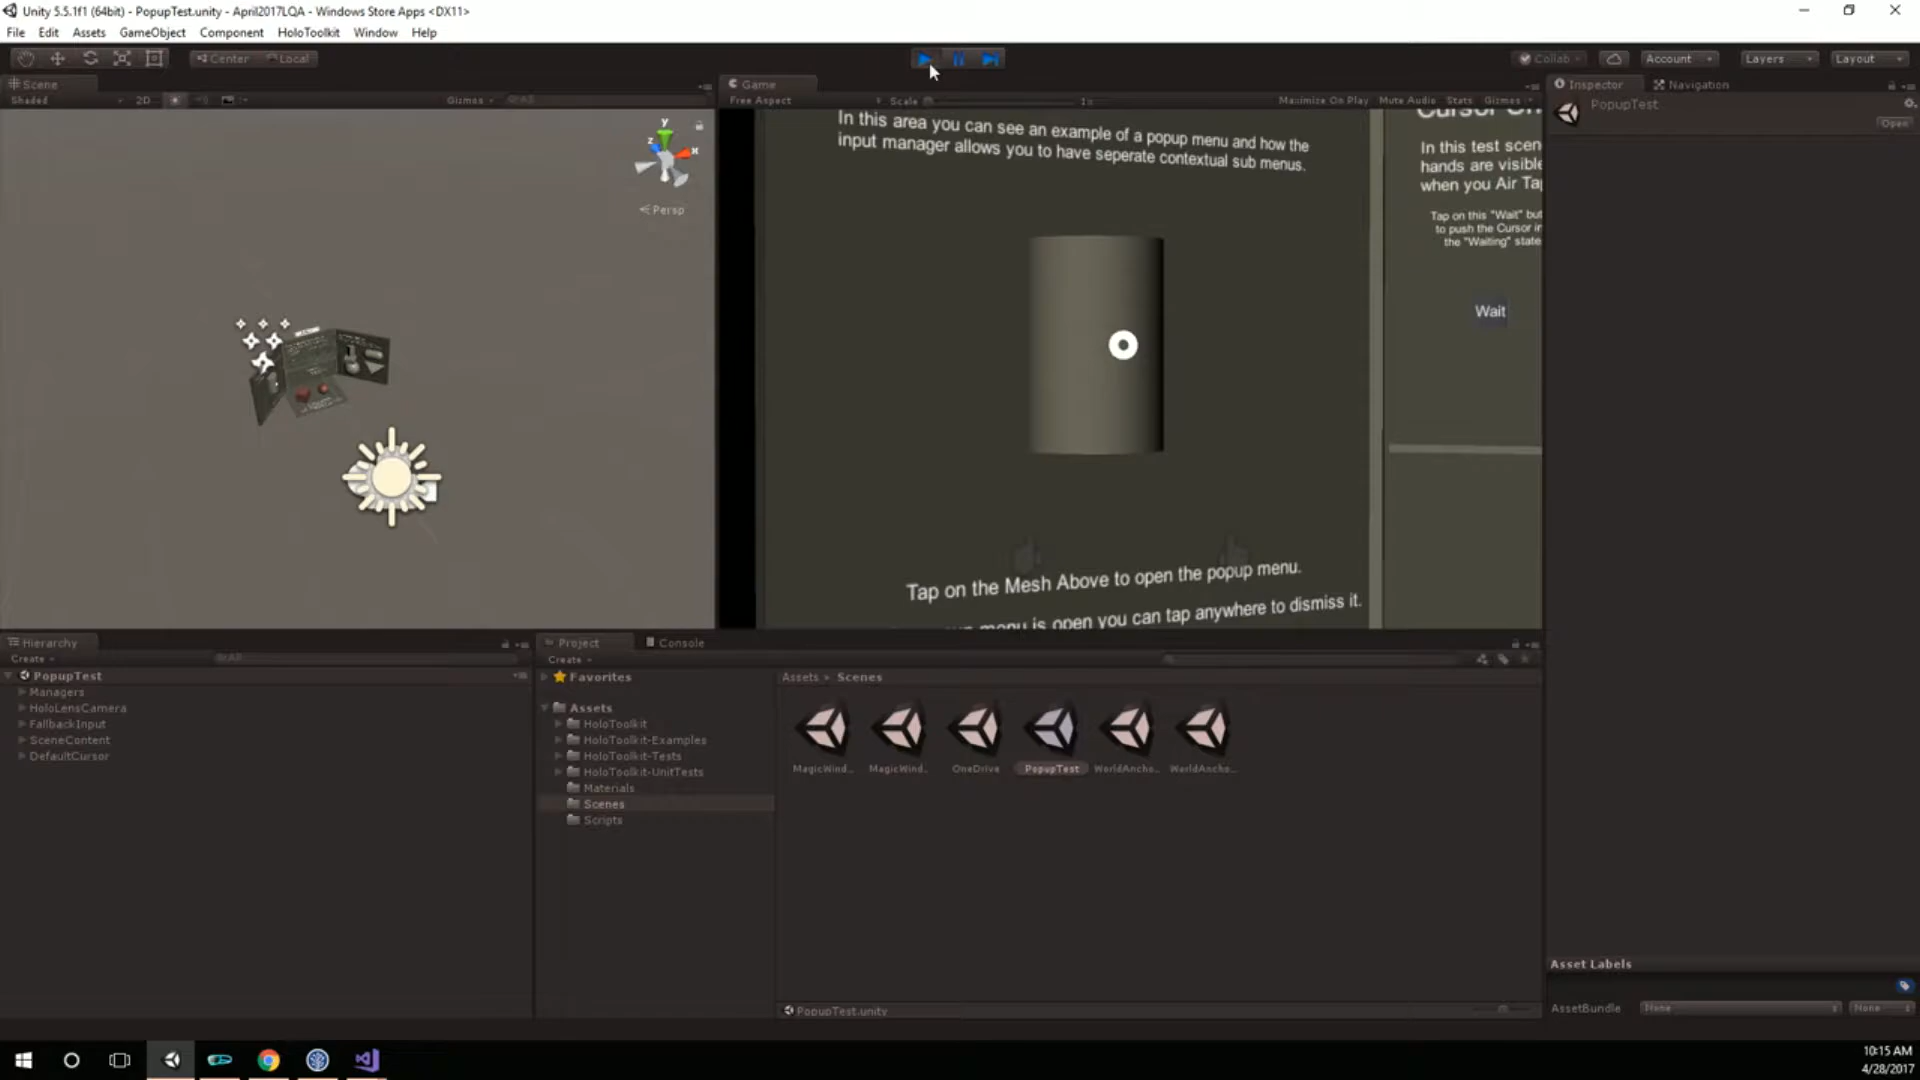 Unity 5.5.1f1 (64bit) - PopupTest.unity - April2017LQA - Windows Store Apps <DX11>
File Edit Assets GameObject Component HoloToolkit Window Help
Center Local
Collab Account Layers Layout
Scene
Shaded 2D Gizmos All
y
z x
Persp
Game
Free Aspect Scale 1x Maximize On Play Mute Audio Stats Gizmos
In this area you can see an example of a popup menu and how the
input manager allows you to have seperate contextual sub menus.
Tap on the Mesh Above to open the popup menu.
menu is open you can tap anywhere to dismiss it.
In this test scen
hands are visible
when you Air Ta
Tap on this "Wait" but
to push the Cursor in
the "Waiting" state
Wait
Inspector Navigation
PopupTest
Open
Hierarchy
Create All
PopupTest
Managers
HoloLensCamera
FallbackInput
SceneContent
DefaultCursor
Project Console
Create
Favorites
Assets
HoloToolkit
HoloToolkit-Examples
HoloToolkit-Tests
HoloToolkit-UnitTests
Materials
Scenes
Scripts
Assets Scenes
MagicWind... MagicWind... OneDrive PopupTest WorldAncho... WorldAncho...
PopupTest.unity
Asset Labels
AssetBundle None None
10:15 AM
4/28/2017